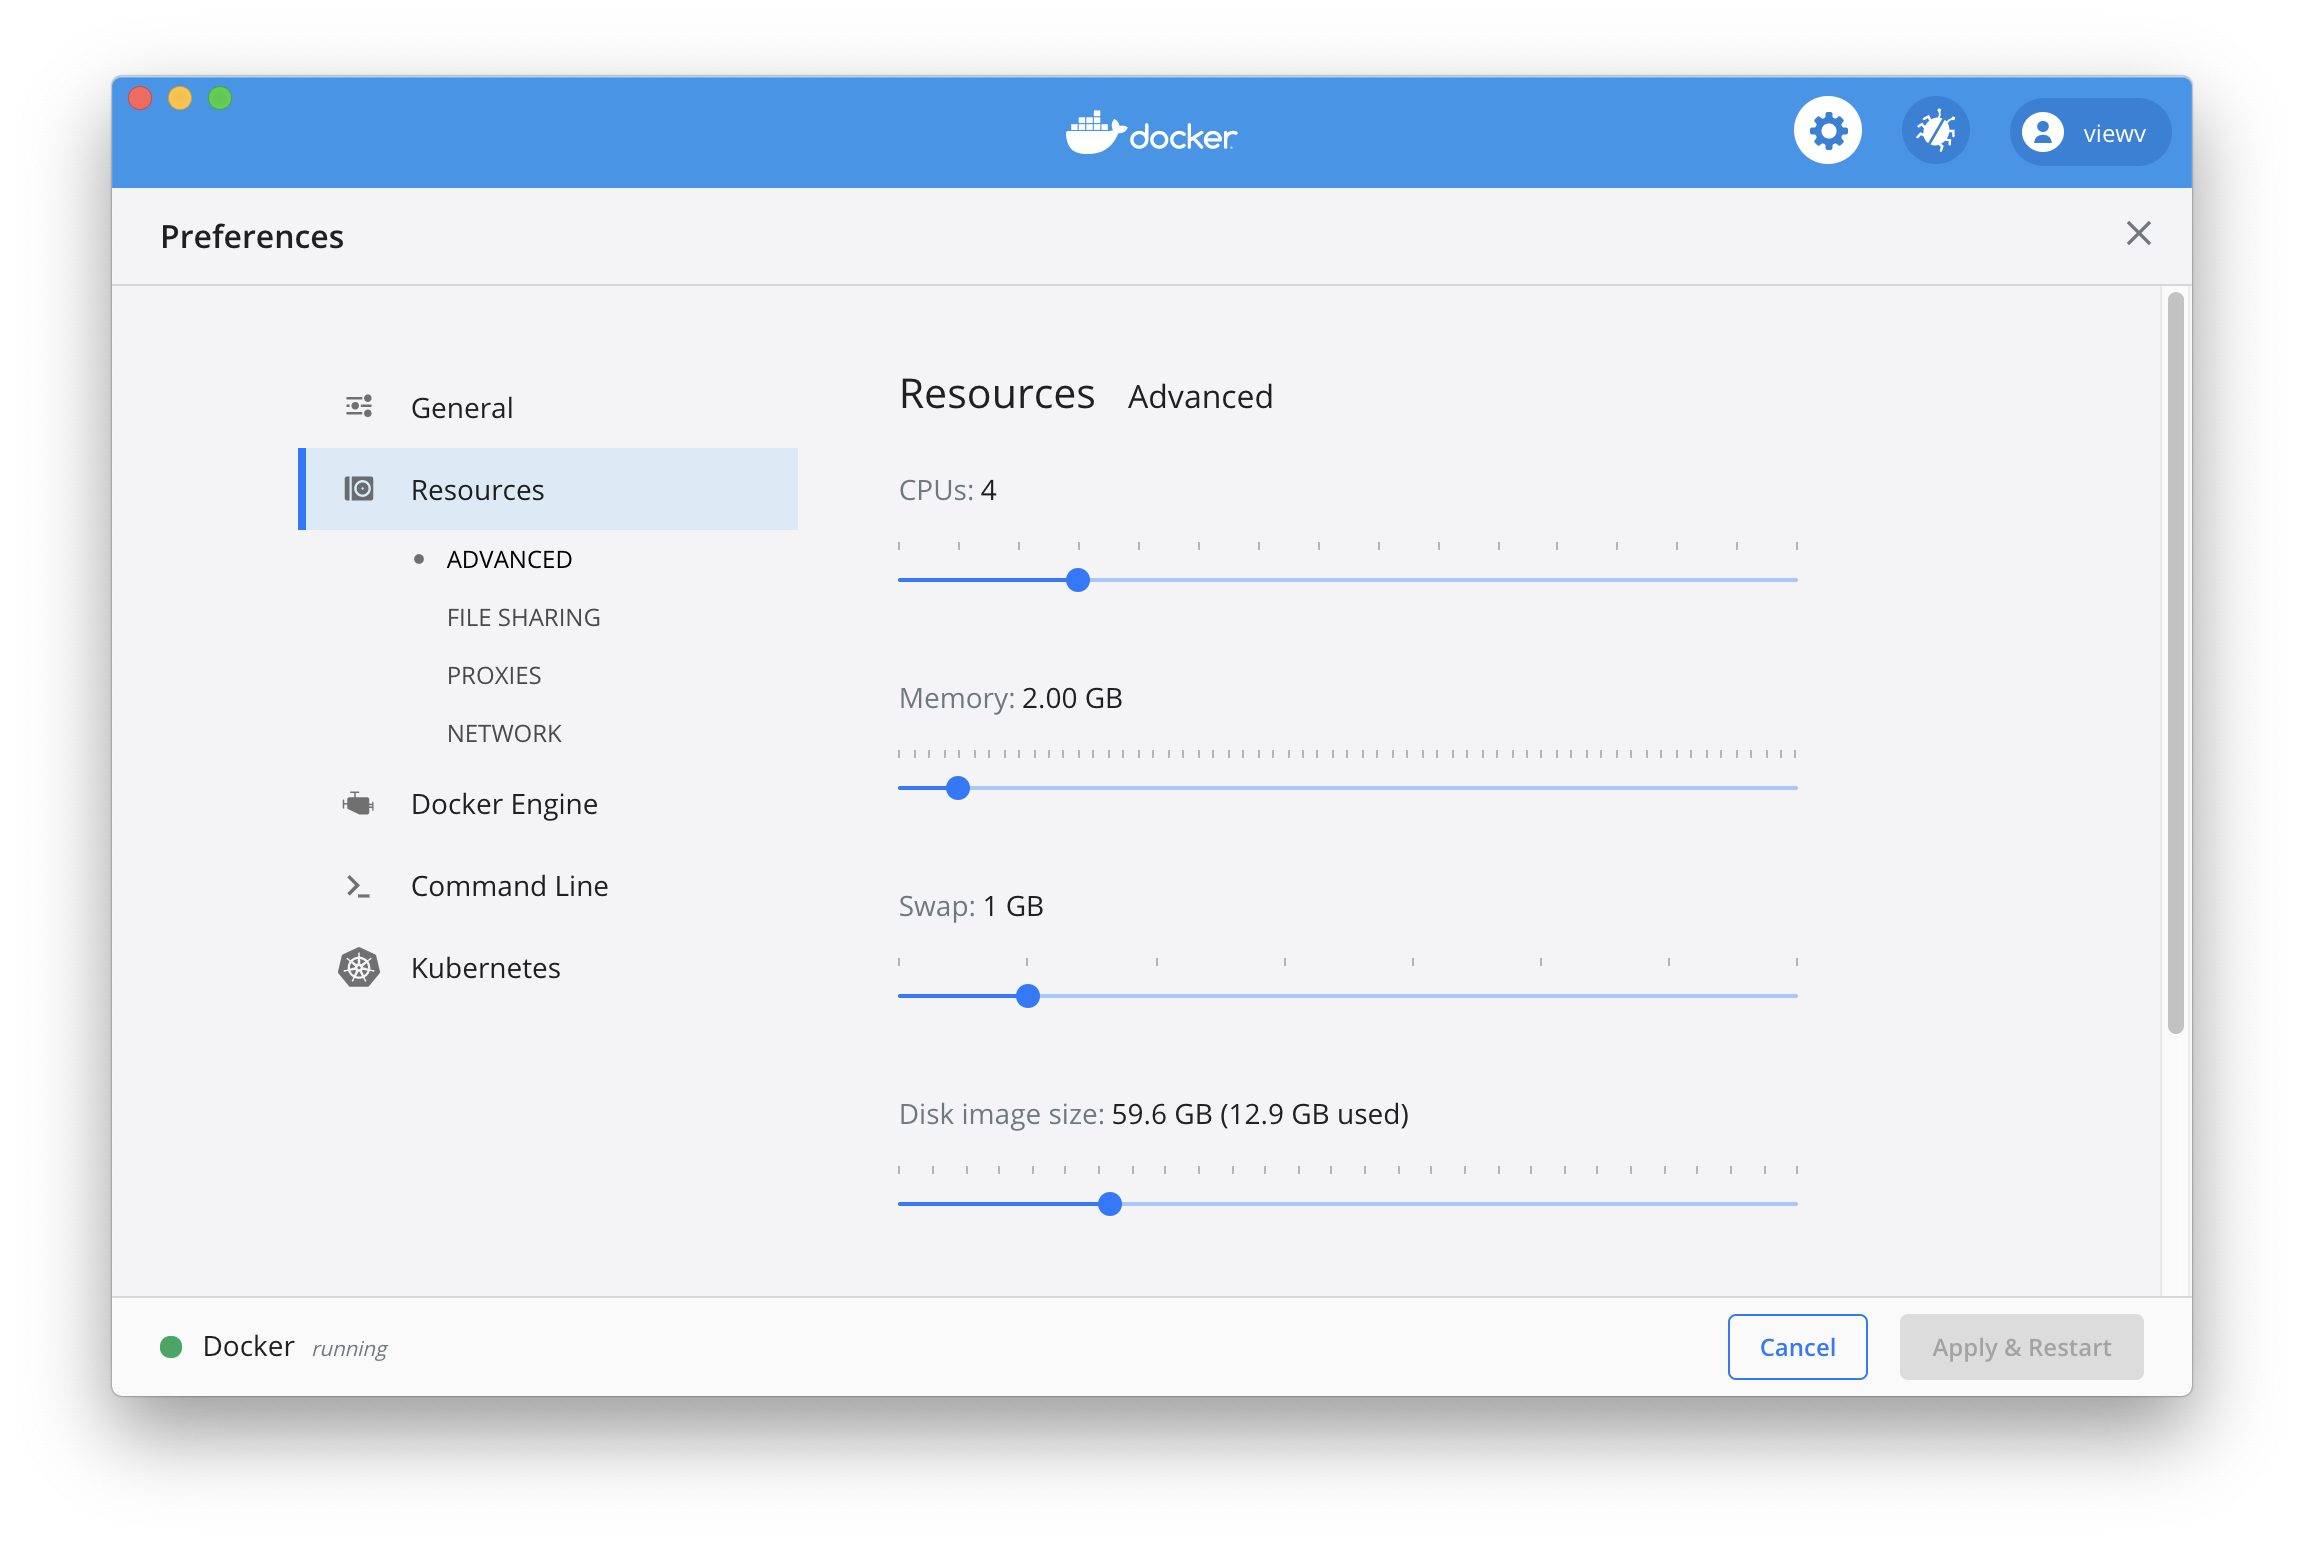 docker
viewv
Preferences
General
Resources
ADVANCED
FILE SHARING
PROXIES
NETWORK
Docker Engine
Command Line
Kubernetes
Resources Advanced
CPUs: 4
Memory: 2.00 GB
Swap: 1 GB
Disk image size: 59.6 GB (12.9 GB used)
Docker running
Cancel
Apply & Restart